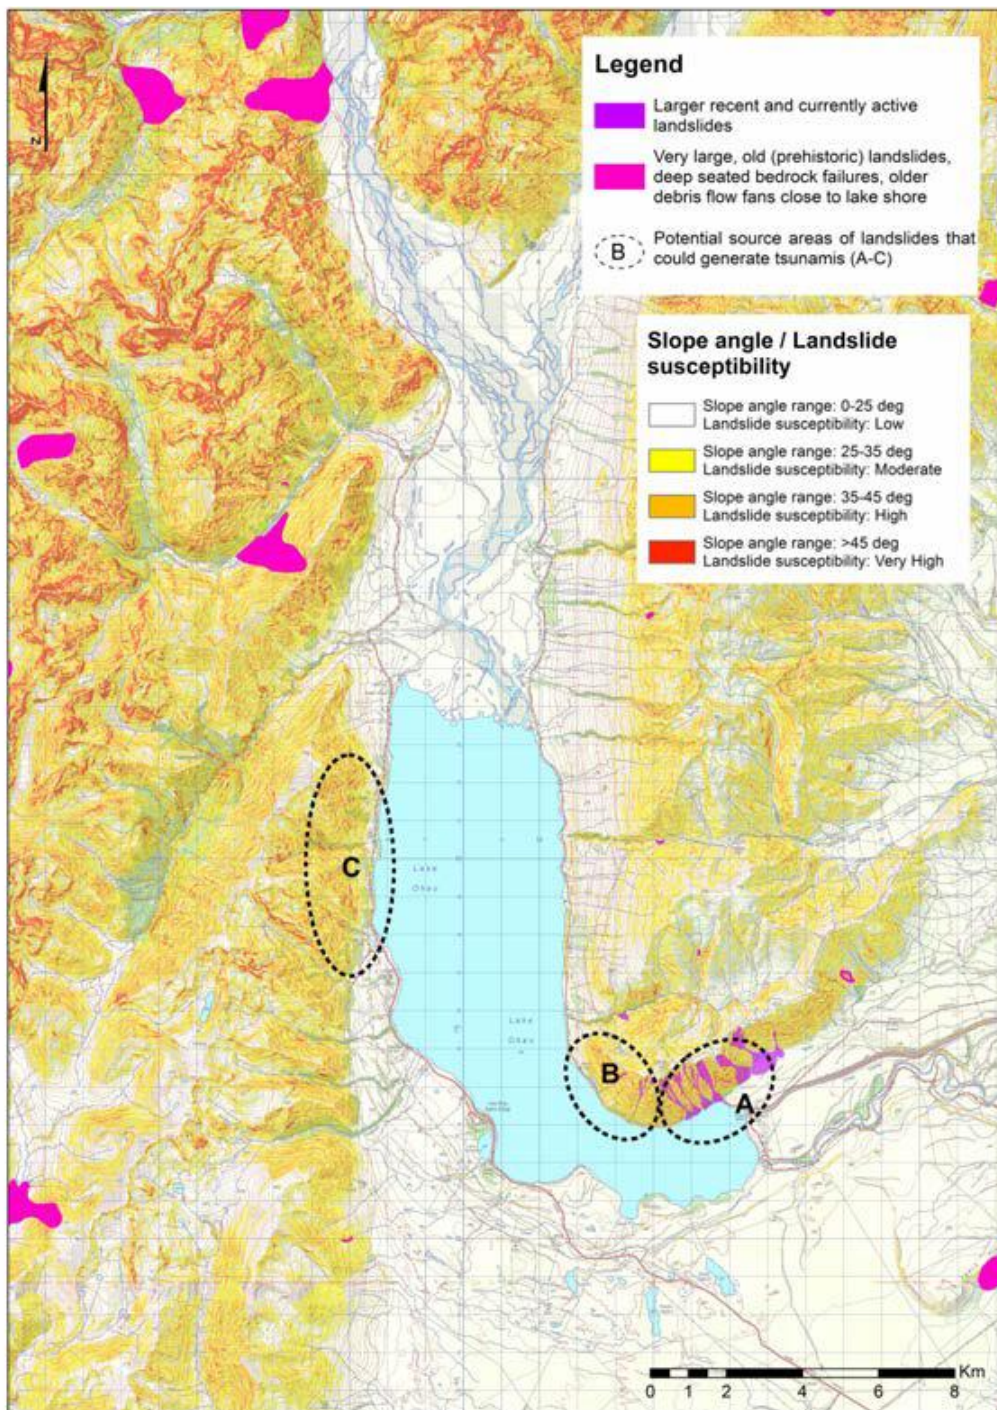 N
Legend
Larger recent and currently active
landslides
Very large, old (prehistoric) landslides,
deep seated bedrock failures, older
debris flow fans close to lake shore
B
Potential source areas of landslides that
could generate tsunamis (A-C)
Slope angle / Landslide
susceptibility
Slope angle range: 0-25 deg
Landslide susceptibility: Low
Slope angle range: 25-35 deg
Landslide susceptibility: Moderate
Slope angle range: 35-45 deg
Landslide susceptibility: High
Slope angle range: >45 deg
Landslide susceptibility: Very High
C
Lake
Ohau
Lake
Ohau
B
A
Km
0 1 2 4 6 8